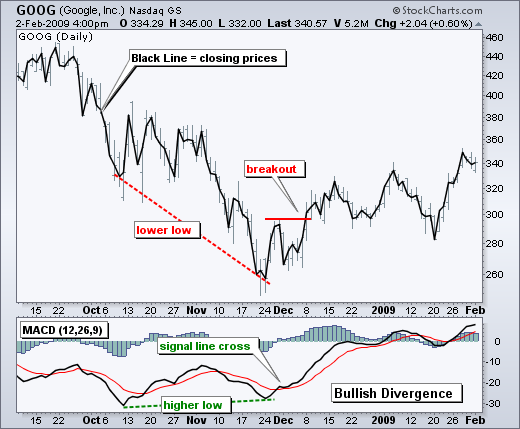 GOOG (Google, Inc.) Nasdaq GS
© StockCharts.com
2-Feb-2009 4:00pm O 334.29 H 345.00 L 332.00 Last 340.57 V 5.2M Chg +2.04 (+0.60%)
GOOG (Daily)
460
Black Line = closing prices
440
420
400
380
360
breakout
340
320
lower low
300
280
260
15 22 Oct 6 13 20 27 Nov 10 17 24 Dec 8 15 22 2009 12 20 26 Feb
MACD (12,26,9)
signal line cross
0
-10
Bullish Divergence
-20
higher low
-30
15 22 Oct 6 13 20 27 Nov 10 17 24 Dec 8 15 22 2009 12 20 26 Feb